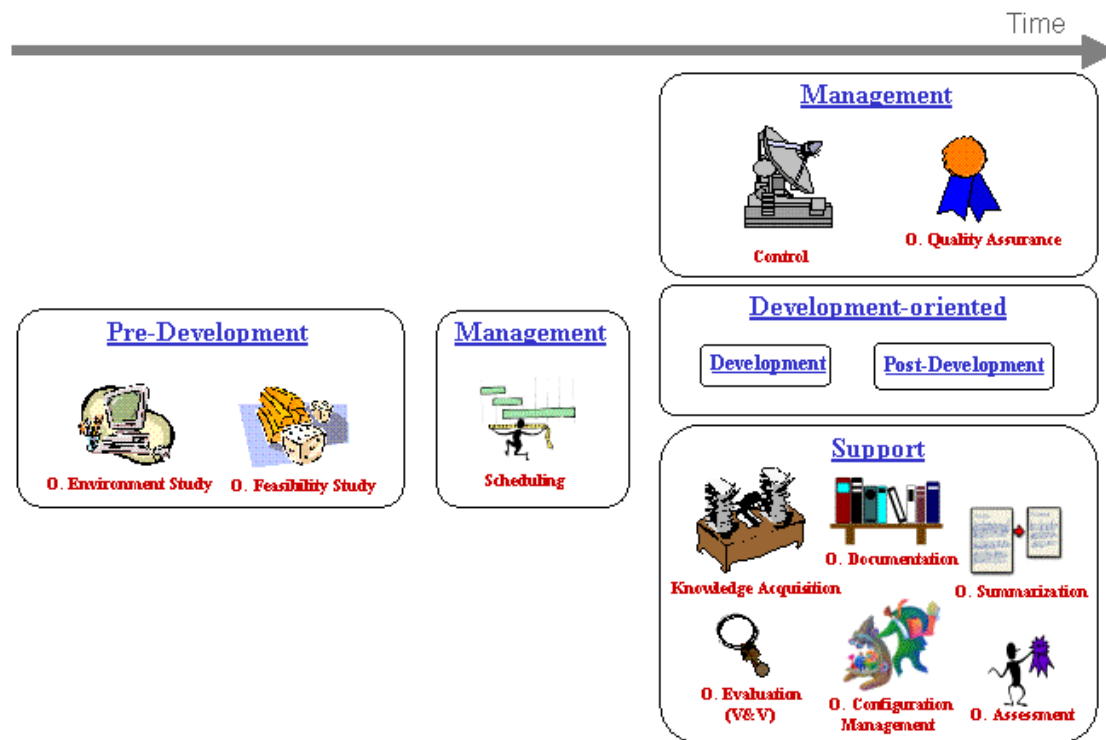 Time
Management
Control
O. Quality Assurance
Pre-Development
O. Environment Study
O. Feasibility Study
Management
Scheduling
Development-oriented
Development
Post-Development
Support
Knowledge Acquisition
O. Documentation
O. Summarization
O. Evaluation
(V&V)
O. Configuration
Management
O. Assessment